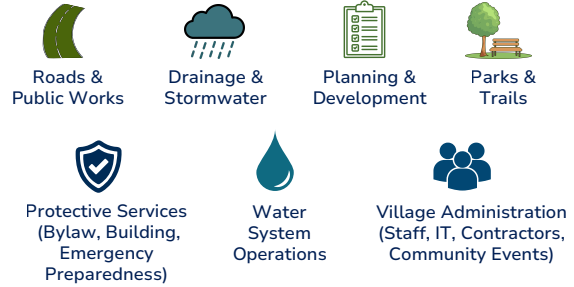 Roads &
Public Works
Drainage &
Stormwater
Planning &
Development
Parks &
Trails
Protective Services
(Bylaw, Building,
Emergency
Preparedness)
Water
System
Operations
Village Administration
(Staff, IT, Contractors,
Community Events)